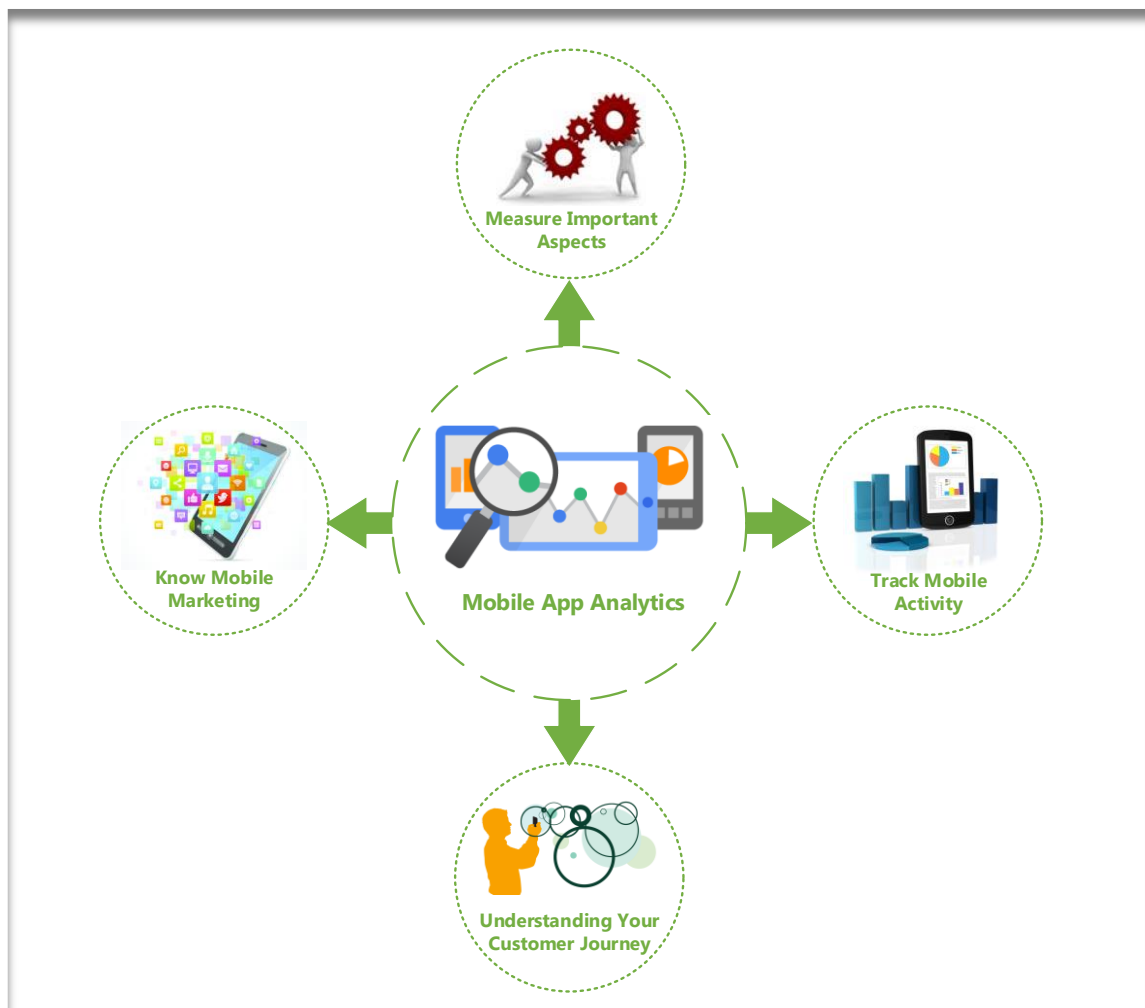 Measure Important
Aspects
Know Mobile
Marketing
Mobile App Analytics
Track Mobile
Activity
Understanding Your
Customer Journey